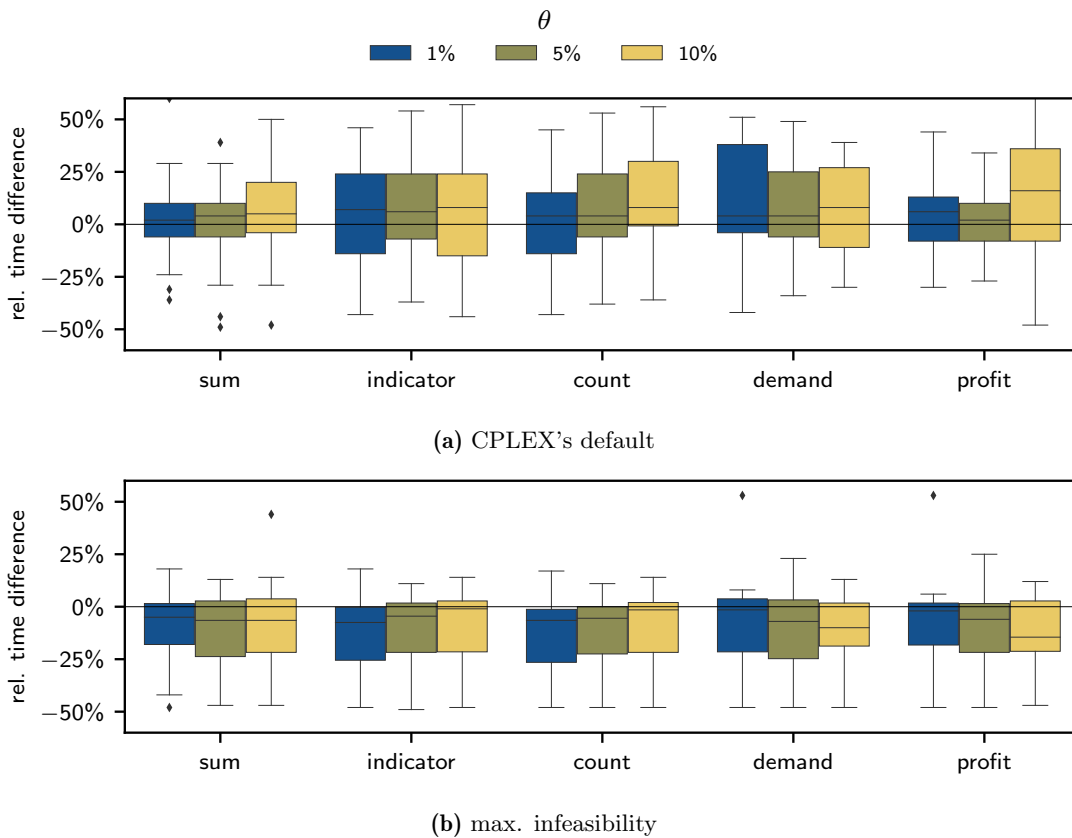 θ
1% 5% 10%
rel. time difference
50%
25%
0%
−25%
−50%
sum indicator count demand profit
(a) CPLEX's default
rel. time difference
50%
25%
0%
−25%
−50%
sum indicator count demand profit
(b) max. infeasibility